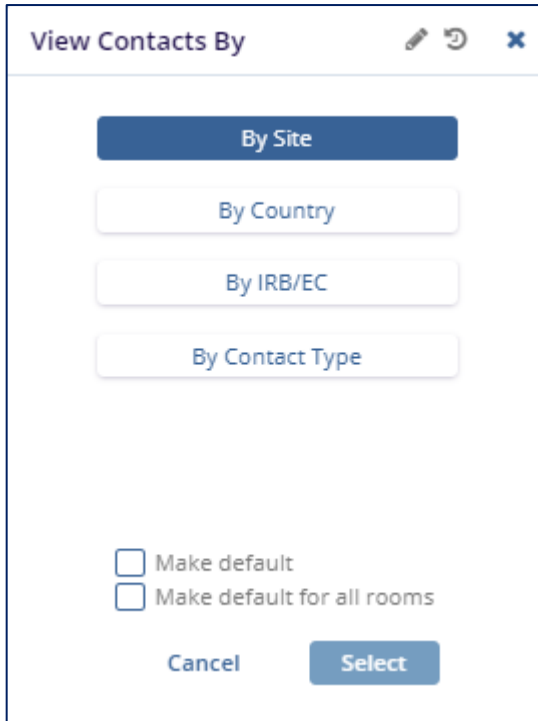 View Contacts By
By Site
By Country
By IRB/EC
By Contact Type
Make default
Make default for all rooms
Cancel Select